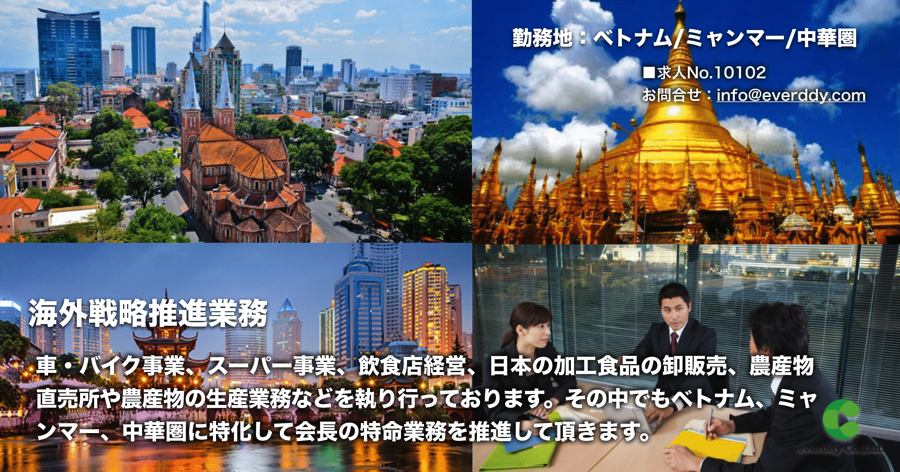 勤務地：ベトナム/ミャンマー/中華圏
■求人No.10102
お問合せ：info@everddy.com
海外戦略推進業務
車・バイク事業、スーパー事業、飲食店経営、日本の加工食品の卸販売、農産物
直売所や農産物の生産業務などを執り行っております。その中でもベトナム、ミャ
ンマー、中華圏に特化して会長の特命業務を推進して頂きます。
everddy Co.,Ltd.